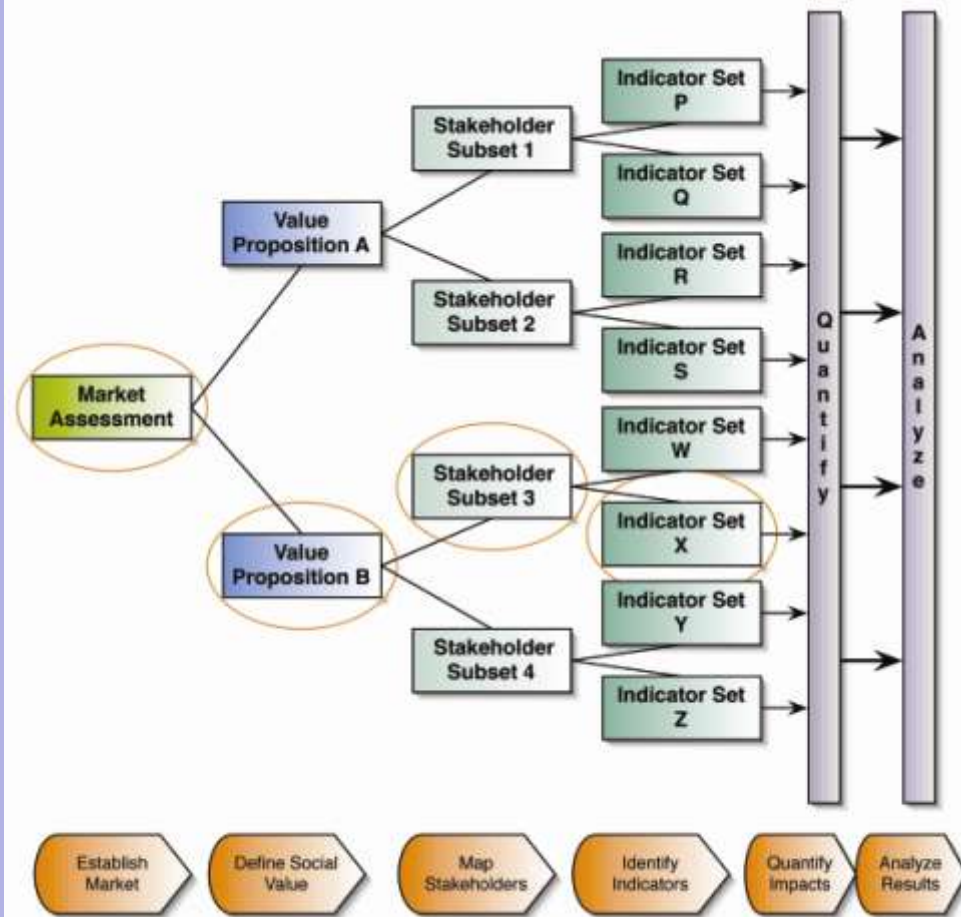 Market
Assessment
Value
Proposition A
Value
Proposition B
Stakeholder
Subset 1
Stakeholder
Subset 2
Stakeholder
Subset 3
Stakeholder
Subset 4
Indicator Set
P
Indicator Set
Q
Indicator Set
R
Indicator Set
S
Indicator Set
W
Indicator Set
X
Indicator Set
Y
Indicator Set
Z
Quantify
Analyze
Establish
Market
Define Social
Value
Map
Stakeholders
Identify
Indicators
Quantify
Impacts
Analyze
Results